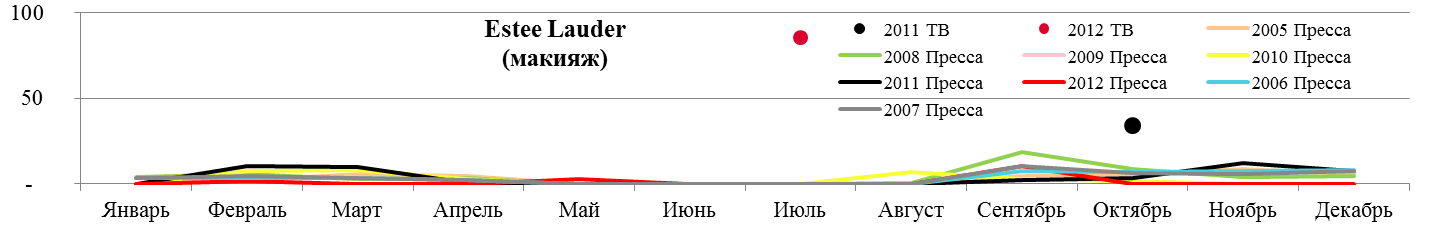 100
Estee Lauder
(макияж)
2011 ТВ 2012 ТВ 2005 Пресса
2008 Пресса 2009 Пресса 2010 Пресса
2011 Пресса 2012 Пресса 2006 Пресса
2007 Пресса
50
-
Январь Февраль Март Апрель Май Июнь Июль Август Сентябрь Октябрь Ноябрь Декабрь